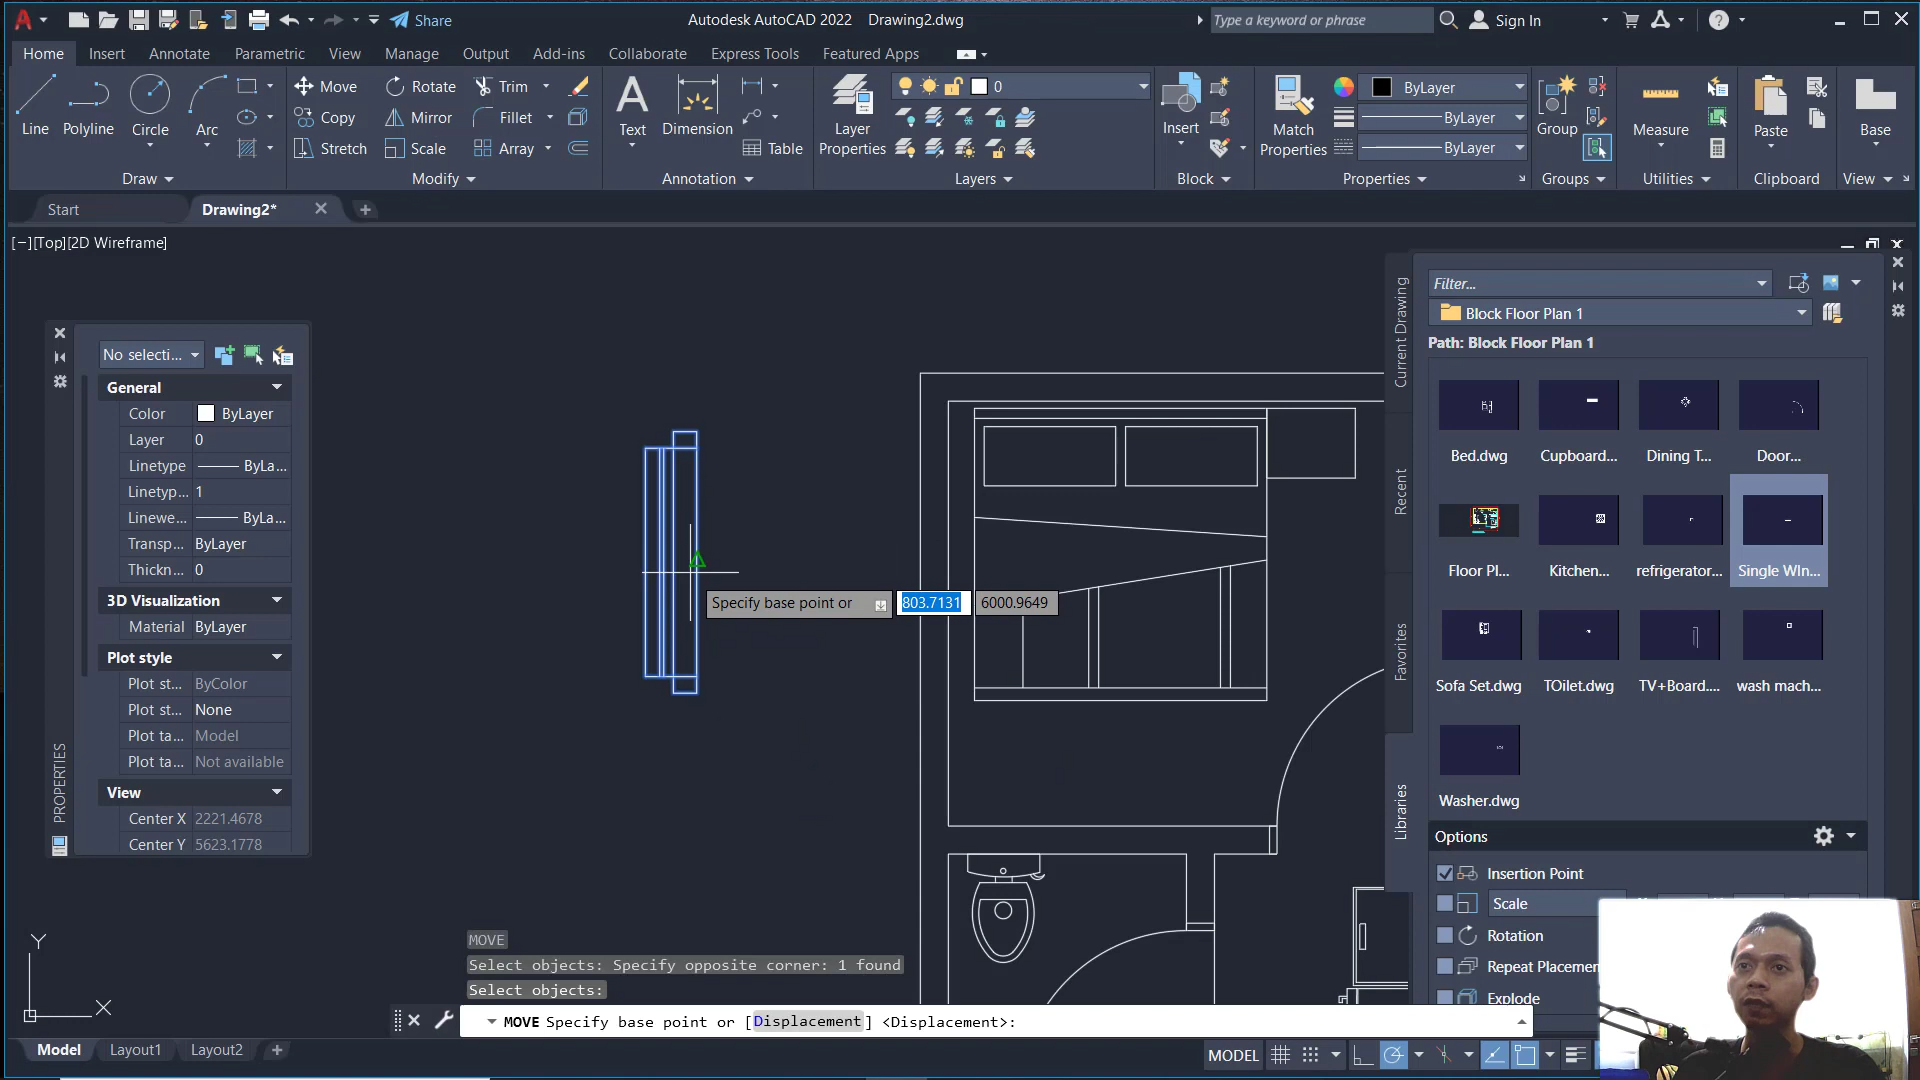 Share
Autodesk AutoCAD 2022 Drawing2.dwg
Type a keyword or phrase
Sign In
Home Insert Annotate Parametric View Manage Output Add-ins Collaborate Express Tools Featured Apps
Line Polyline Circle Arc
Move Rotate Trim
Copy Mirror Fillet
Stretch Scale Array
Text Dimension Table
Layer Properties
0
Insert
Match Properties
ByLayer
ByLayer
ByLayer
Group Measure Paste Base
Draw Modify Annotation Layers Block Properties Groups Utilities Clipboard View
Start Drawing2*
[−][Top][2D Wireframe]
No selecti...
General
Color ByLayer
Layer 0
Linetype ByLa...
Linetyp... 1
Linewe... ByLa...
Transp... ByLayer
Thickn... 0
3D Visualization
Material ByLayer
Plot style
Plot st... ByColor
Plot st... None
Plot ta... Model
Plot ta... Not available
View
Center X 2221.4678
Center Y 5623.1778
PROPERTIES
Specify base point or 803.7131 6000.9649
Current Drawing
Recent
Favorites
Libraries
Filter...
Block Floor Plan 1
Path: Block Floor Plan 1
Bed.dwg Cupboard... Dining T... Door...
Floor Pl... Kitchen... refrigerator... Single WIn...
Sofa Set.dwg TOilet.dwg TV+Board.... wash mach...
Washer.dwg
Options
Insertion Point
Scale
Rotation
Repeat Placemen
Explode
Y
X
MOVE
Select objects: Specify opposite corner: 1 found
Select objects:
MOVE Specify base point or [Displacement] <Displacement>:
Model Layout1 Layout2
MODEL